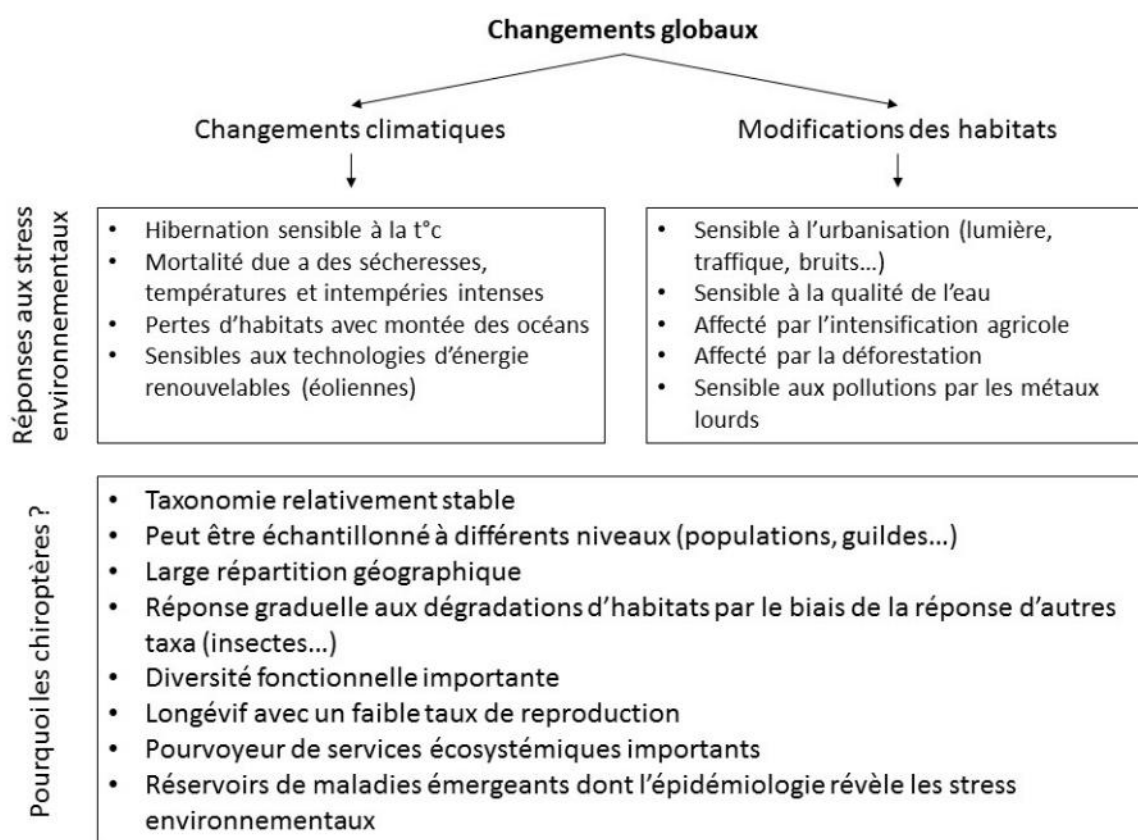 Changements globaux
Changements climatiques
Modifications des habitats
Réponses aux stress
environnementaux
• Hibernation sensible à la t°c
• Mortalité due a des sécheresses,
températures et intempéries intenses
• Pertes d'habitats avec montée des océans
• Sensibles aux technologies d'énergie
renouvelables (éoliennes)
• Sensible à l'urbanisation (lumière,
traffique, bruits...)
• Sensible à la qualité de l'eau
• Affecté par l'intensification agricole
• Affecté par la déforestation
• Sensible aux pollutions par les métaux
lourds
Pourquoi les chiroptères ?
• Taxonomie relativement stable
• Peut être échantillonné à différents niveaux (populations, guildes...)
• Large répartition géographique
• Réponse graduelle aux dégradations d'habitats par le biais de la réponse d'autres
taxa (insectes...)
• Diversité fonctionnelle importante
• Longévif avec un faible taux de reproduction
• Pourvoyeur de services écosystémiques importants
• Réservoirs de maladies émergeants dont l'épidémiologie révèle les stress
environnementaux